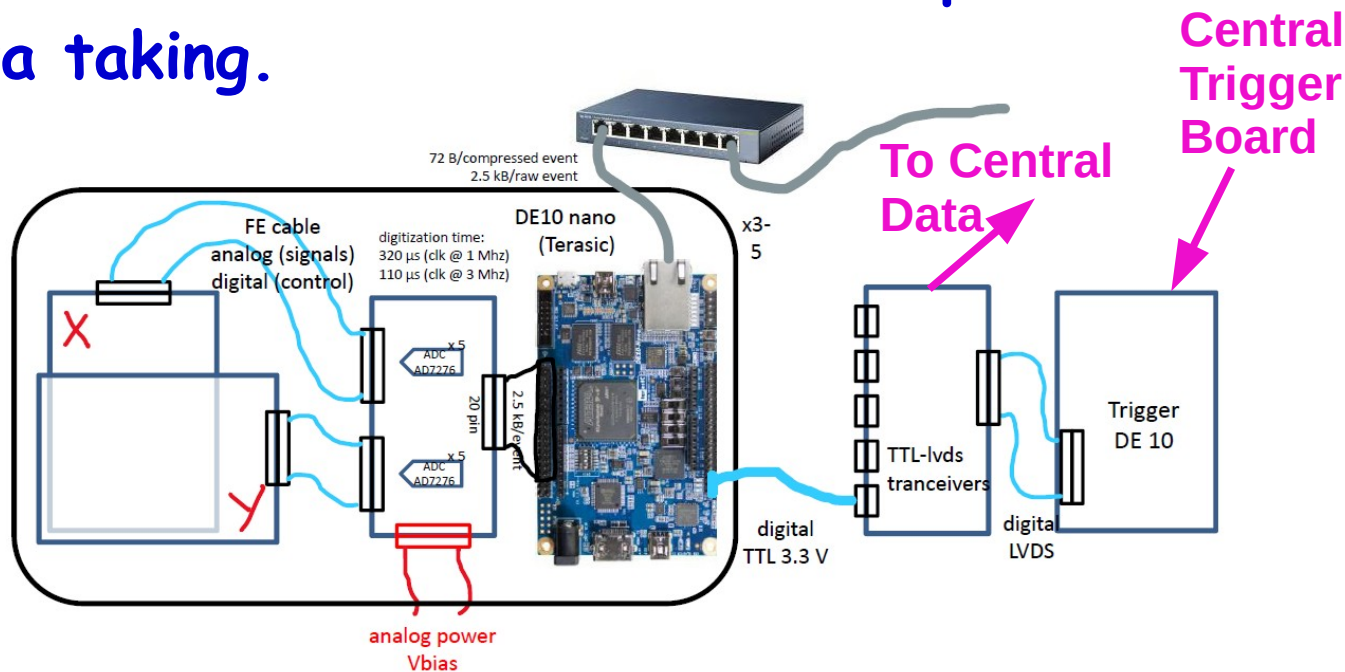 a taking.
Central
Trigger
Board
To Central
Data
72 B/compressed event
2.5 kB/raw event
DE10 nano
(Terasic)
x3-
5
FE cable
analog (signals)
digital (control)
digitization time:
320 µs (clk @ 1 Mhz)
110 µs (clk @ 3 Mhz)
X
x 5
ADC
AD7276
20 pin
2.5 kB/event
x 5
ADC
AD7276
Y
TTL-lvds
tranceivers
Trigger
DE 10
digital
TTL 3.3 V
digital
LVDS
analog power
Vbias